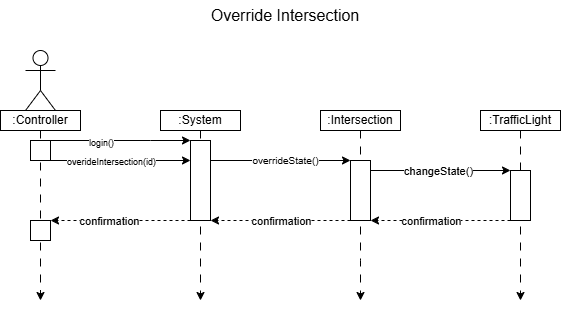 Override Intersection
:Controller
:System
:Intersection
:TrafficLight
login()
overideIntersection(id)
overrideState()
changeState()
confirmation
confirmation
confirmation